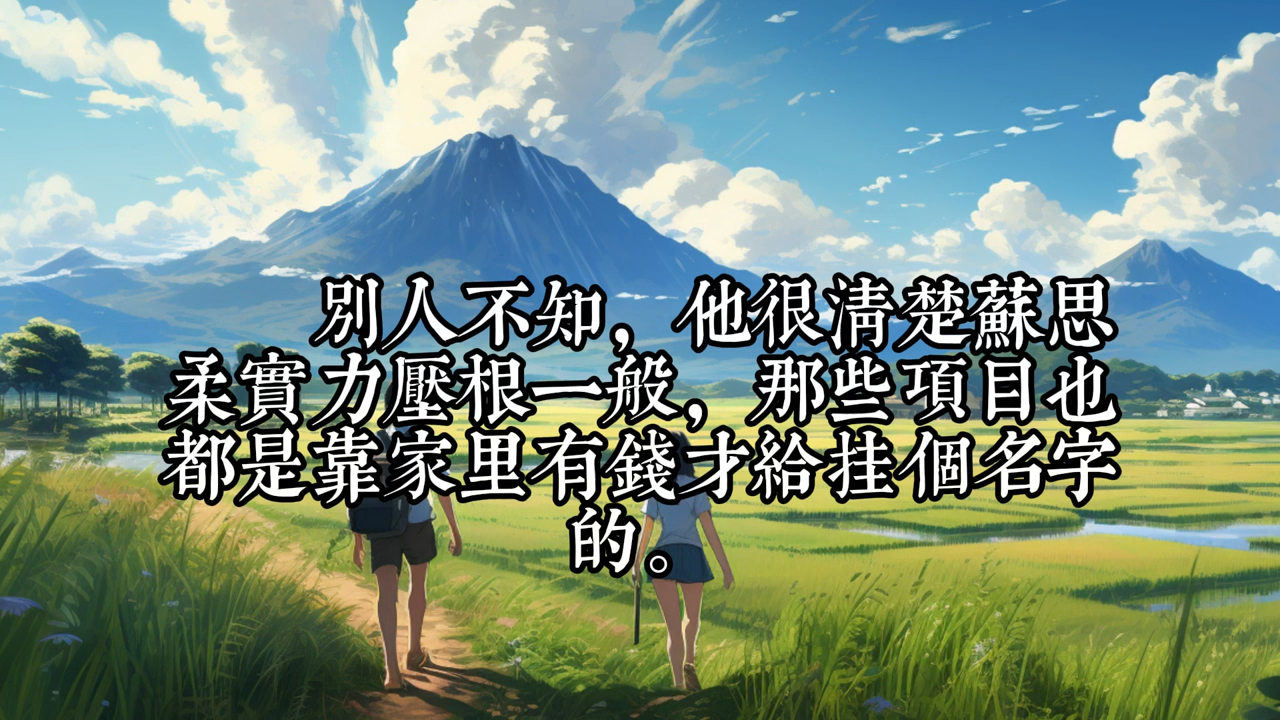 別人不知，他很清楚蘇思
柔實力壓根一般，那些項目也
都是靠家里有錢才給挂個名字
的。